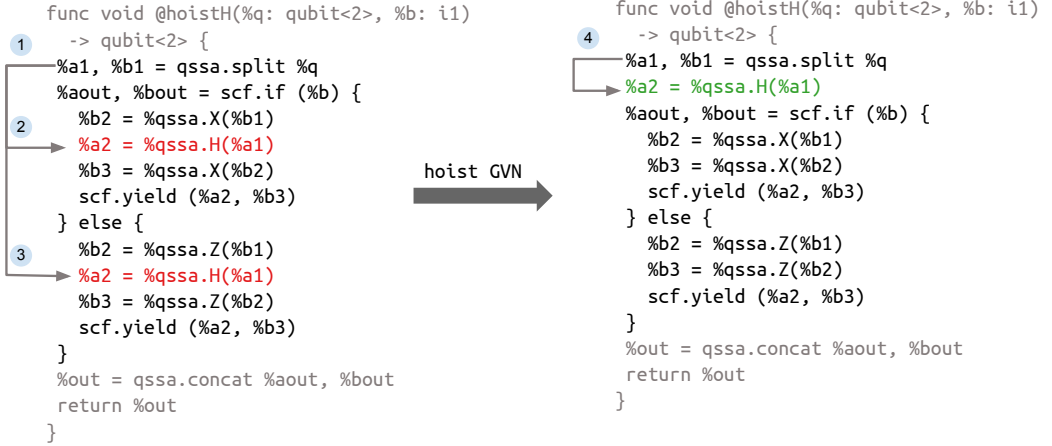 func void @hoistH(%q: qubit<2>, %b: i1)
-> qubit<2> {
1
%a1, %b1 = qssa.split %q
%aout, %bout = scf.if (%b) {
%b2 = %qssa.X(%b1)
2
%a2 = %qssa.H(%a1)
%b3 = %qssa.X(%b2)
scf.yield (%a2, %b3)
} else {
%b2 = %qssa.Z(%b1)
3
%a2 = %qssa.H(%a1)
%b3 = %qssa.Z(%b2)
scf.yield (%a2, %b3)
}
%out = qssa.concat %aout, %bout
return %out
}
hoist GVN
func void @hoistH(%q: qubit<2>, %b: i1)
-> qubit<2> {
4
%a1, %b1 = qssa.split %q
%a2 = %qssa.H(%a1)
%aout, %bout = scf.if (%b) {
%b2 = %qssa.X(%b1)
%b3 = %qssa.X(%b2)
scf.yield (%a2, %b3)
} else {
%b2 = %qssa.Z(%b1)
%b3 = %qssa.Z(%b2)
scf.yield (%a2, %b3)
}
%out = qssa.concat %aout, %bout
return %out
}